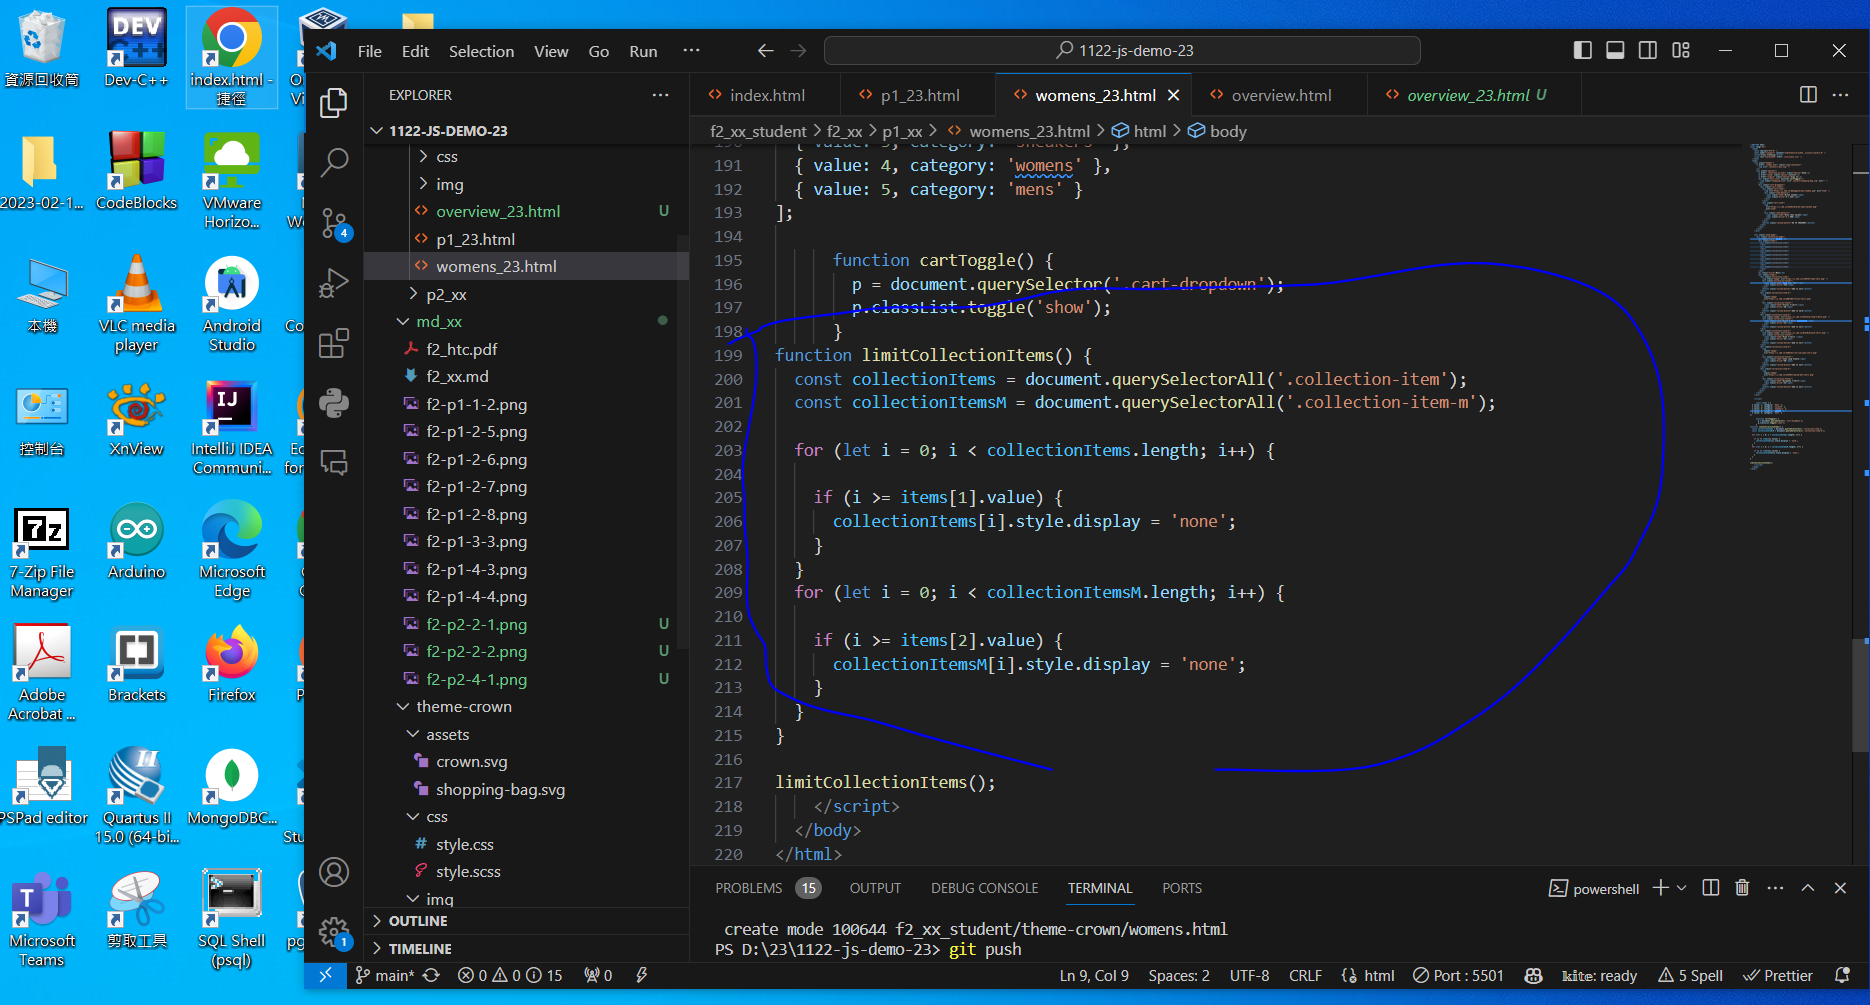 資源回收筒
Dev-C++
index.html -
捷徑
2023-02-1...
CodeBlocks
VMware
Horizo...
本機
VLC media
player
Android
Studio
控制台
XnView
IntelliJ IDEA
Communi...
7-Zip File
Manager
Arduino
Microsoft
Edge
Adobe
Acrobat ...
Brackets
Firefox
PSPad editor
Quartus II
15.0 (64-bi...
MongoDBC...
Microsoft
Teams
剪取工具
SQL Shell
(psql)
File Edit Selection View Go Run ···
1122-js-demo-23
EXPLORER
1122-JS-DEMO-23
css
img
overview_23.html U
p1_23.html
womens_23.html
p2_xx
md_xx
f2_htc.pdf
f2_xx.md
f2-p1-1-2.png
f2-p1-2-5.png
f2-p1-2-6.png
f2-p1-2-7.png
f2-p1-2-8.png
f2-p1-3-3.png
f2-p1-4-3.png
f2-p1-4-4.png
f2-p2-2-1.png U
f2-p2-2-2.png U
f2-p2-4-1.png U
theme-crown
assets
crown.svg
shopping-bag.svg
css
style.css
style.scss
img
OUTLINE
TIMELINE
index.html p1_23.html womens_23.html overview.html overview_23.html U
f2_xx_student > f2_xx > p1_xx > womens_23.html > html > body
190 { value: 3, category: 'sneakers' },
191 { value: 4, category: 'womens' },
192 { value: 5, category: 'mens' }
193 ];
194
195 function cartToggle() {
196 p = document.querySelector('.cart-dropdown');
197 p.classList.toggle('show');
198 }
199 function limitCollectionItems() {
200 const collectionItems = document.querySelectorAll('.collection-item');
201 const collectionItemsM = document.querySelectorAll('.collection-item-m');
202
203 for (let i = 0; i < collectionItems.length; i++) {
204
205 if (i >= items[1].value) {
206 collectionItems[i].style.display = 'none';
207 }
208 }
209 for (let i = 0; i < collectionItemsM.length; i++) {
210
211 if (i >= items[2].value) {
212 collectionItemsM[i].style.display = 'none';
213 }
214 }
215 }
216
217 limitCollectionItems();
218 </script>
219 </body>
220 </html>
PROBLEMS 15 OUTPUT DEBUG CONSOLE TERMINAL PORTS powershell
create mode 100644 f2_xx_student/theme-crown/womens.html
PS D:\23\1122-js-demo-23> git push
main* 0 0 15 0 Ln 9, Col 9 Spaces: 2 UTF-8 CRLF html Port : 5501 kite: ready 5 Spell Prettier